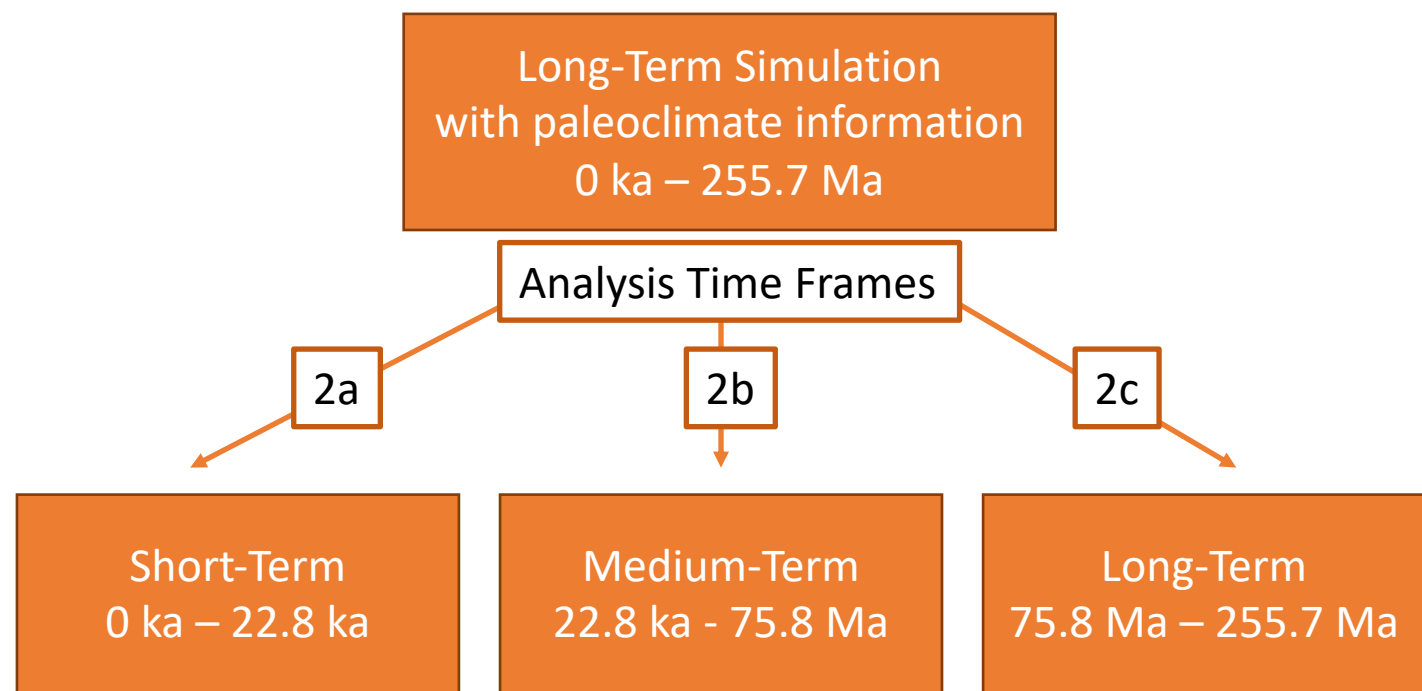 Long-Term Simulation
with paleoclimate information
0 ka – 255.7 Ma
Analysis Time Frames
2a
2b
2c
Short-Term
0 ka – 22.8 ka
Medium-Term
22.8 ka - 75.8 Ma
Long-Term
75.8 Ma – 255.7 Ma